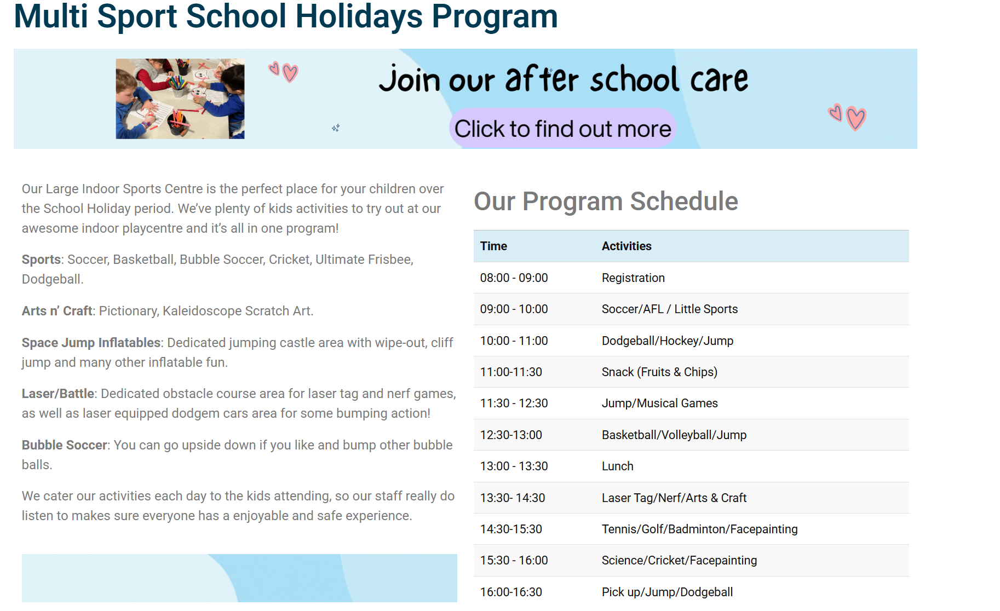 Multi Sport School Holidays Program
Join our after school care
Click to find out more
Our Large Indoor Sports Centre is the perfect place for your children over
the School Holiday period. We’ve plenty of kids activities to try out at our
awesome indoor playcentre and it’s all in one program!
Sports: Soccer, Basketball, Bubble Soccer, Cricket, Ultimate Frisbee,
Dodgeball.
Arts n’ Craft: Pictionary, Kaleidoscope Scratch Art.
Space Jump Inflatables: Dedicated jumping castle area with wipe-out, cliff
jump and many other inflatable fun.
Laser/Battle: Dedicated obstacle course area for laser tag and nerf games,
as well as laser equipped dodgem cars area for some bumping action!
Bubble Soccer: You can go upside down if you like and bump other bubble
balls.
We cater our activities each day to the kids attending, so our staff really do
listen to makes sure everyone has a enjoyable and safe experience.
Our Program Schedule
Time Activities
08:00 - 09:00 Registration
09:00 - 10:00 Soccer/AFL / Little Sports
10:00 - 11:00 Dodgeball/Hockey/Jump
11:00-11:30 Snack (Fruits & Chips)
11:30 - 12:30 Jump/Musical Games
12:30-13:00 Basketball/Volleyball/Jump
13:00 - 13:30 Lunch
13:30- 14:30 Laser Tag/Nerf/Arts & Craft
14:30-15:30 Tennis/Golf/Badminton/Facepainting
15:30 - 16:00 Science/Cricket/Facepainting
16:00-16:30 Pick up/Jump/Dodgeball